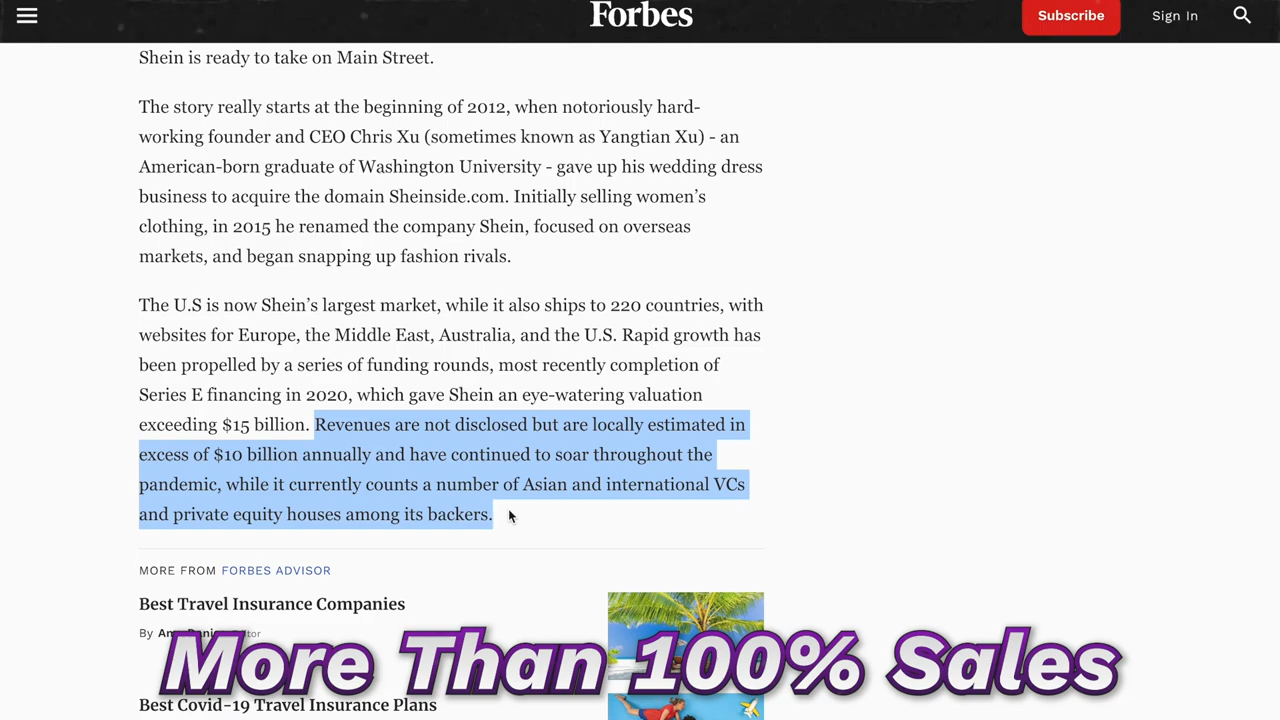 Forbes
Subscribe
Sign In
Shein is ready to take on Main Street.
The story really starts at the beginning of 2012, when notoriously hard-
working founder and CEO Chris Xu (sometimes known as Yangtian Xu) - an
American-born graduate of Washington University - gave up his wedding dress
business to acquire the domain Sheinside.com. Initially selling women’s
clothing, in 2015 he renamed the company Shein, focused on overseas
markets, and began snapping up fashion rivals.
The U.S is now Shein’s largest market, while it also ships to 220 countries, with
websites for Europe, the Middle East, Australia, and the U.S. Rapid growth has
been propelled by a series of funding rounds, most recently completion of
Series E financing in 2020, which gave Shein an eye-watering valuation
exceeding $15 billion. Revenues are not disclosed but are locally estimated in
excess of $10 billion annually and have continued to soar throughout the
pandemic, while it currently counts a number of Asian and international VCs
and private equity houses among its backers.
MORE FROM FORBES ADVISOR
Best Travel Insurance Companies
By
More Than 100% Sales
Best Covid-19 Travel Insurance Plans